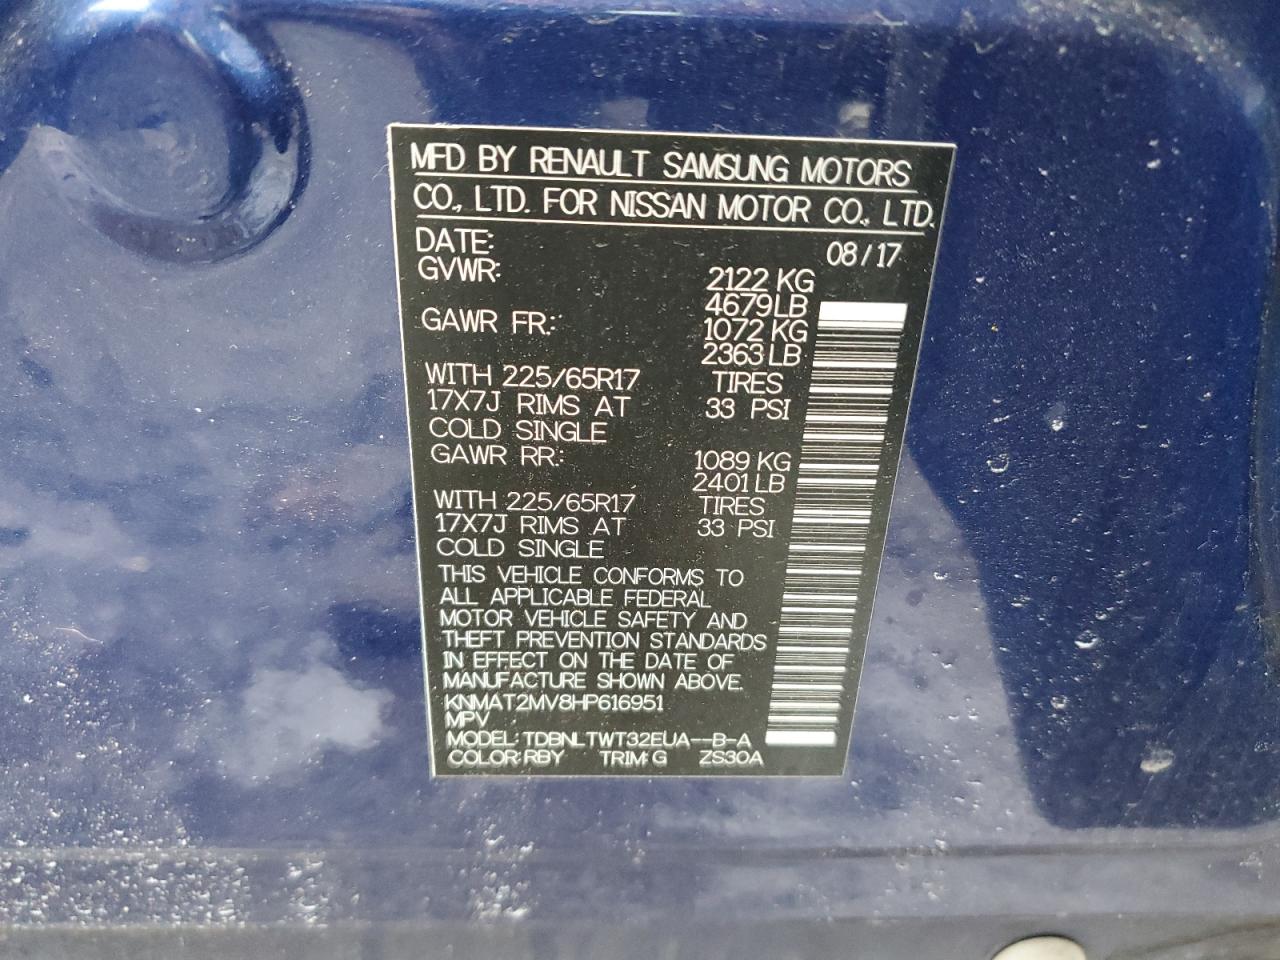 MFD BY RENAULT SAMSUNG MOTORS
CO., LTD. FOR NISSAN MOTOR CO., LTD.
DATE: 08/17
GVWR: 2122 KG
4679 LB
GAWR FR.: 1072 KG
2363 LB
WITH 225/65R17 TIRES
17X7J RIMS AT 33 PSI
COLD SINGLE
GAWR RR.: 1089 KG
2401 LB
WITH 225/65R17 TIRES
17X7J RIMS AT 33 PSI
COLD SINGLE
THIS VEHICLE CONFORMS TO
ALL APPLICABLE FEDERAL
MOTOR VEHICLE SAFETY AND
THEFT PREVENTION STANDARDS
IN EFFECT ON THE DATE OF
MANUFACTURE SHOWN ABOVE.
KNMAT2MV8HP616951
MPV
MODEL: TDBNLTWT32EUA--B-A
COLOR: RBY TRIM: G ZS30A